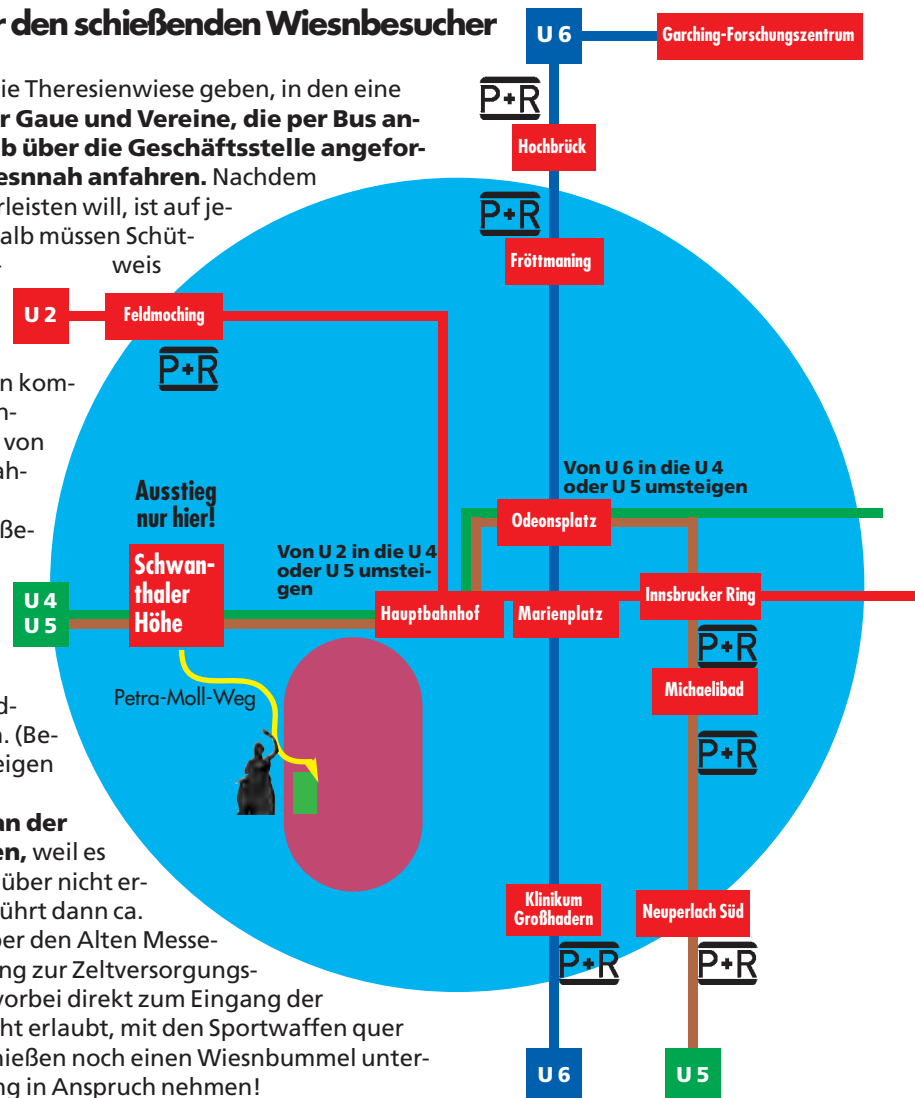 r den schießenden Wiesnbesucher
ie Theresienwiese geben, in den eine
r Gaue und Vereine, die per Bus an-
b über die Geschäftsstelle angefor-
esnnah anfahren. Nachdem
rleisten will, ist auf je-
alb müssen Schüt-
- weis
n kom-
n-
von
ah-
ße-
d-
n. (Be-
eigen
an der
en, weil es
über nicht er-
ührt dann ca.
ber den Alten Messe-
ng zur Zeltversorgungs-
vorbei direkt zum Eingang der
cht erlaubt, mit den Sportwaffen quer
hießen noch einen Wiesnbummel unter-
ng in Anspruch nehmen!
U 6
Garching-Forschungszentrum
P+R
Hochbrück
P+R
Fröttmaning
U 2
Feldmoching
P+R
Von U 6 in die U 4
oder U 5 umsteigen
Odeonsplatz
Ausstieg
nur hier!
Schwan-
thaler
Höhe
Von U 2 in die U 4
oder U 5 umstei-
gen
U 4
U 5
Hauptbahnhof
Marienplatz
Innsbrucker Ring
P+R
Michaelibad
P+R
Petra-Moll-Weg
Klinikum
Großhadern
P+R
Neuperlach Süd
P+R
U 6
U 5